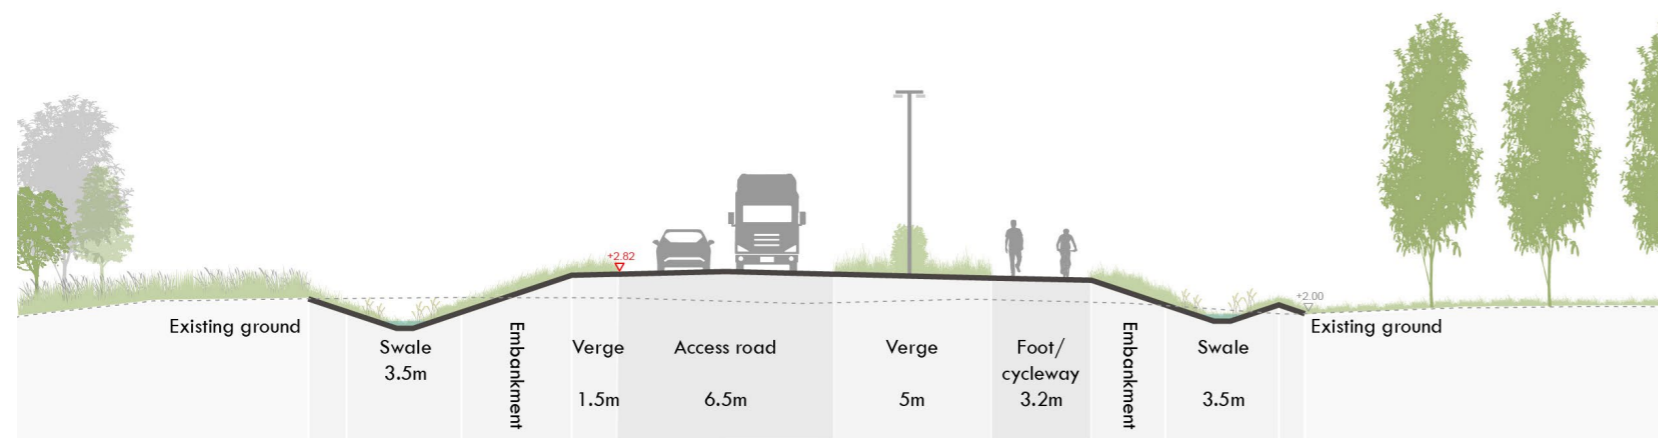 +2.82
+2.00
Existing ground
Swale
3.5m
Embankment
Verge
1.5m
Access road
6.5m
Verge
5m
Foot/
cycleway
3.2m
Embankment
Swale
3.5m
Existing ground